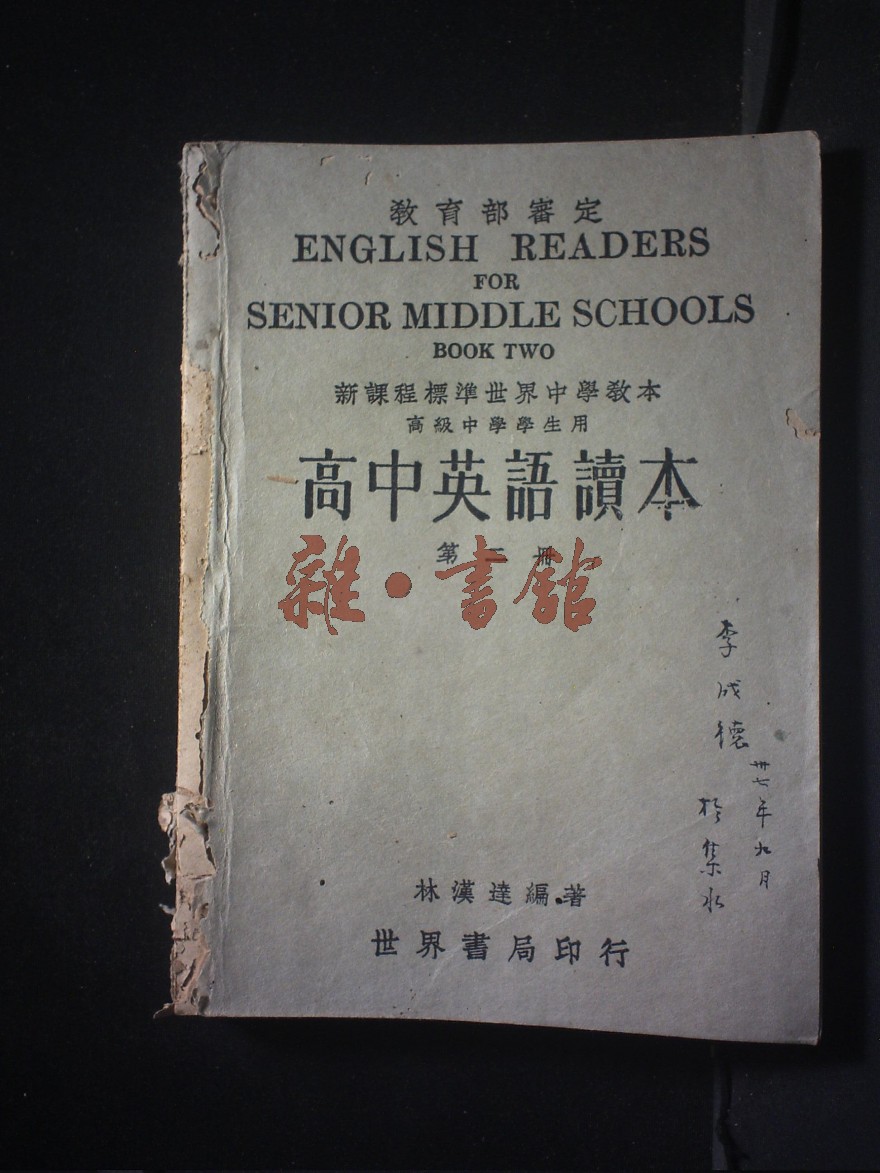 教育部審定
ENGLISH READERS
FOR
SENIOR MIDDLE SCHOOLS
BOOK TWO
新課程標準世界中學教本
高級中學學生用
高中英語讀本
第二冊
雜·書館
李成德
卅七年九月
於集水
林漢達編著
世界書局印行